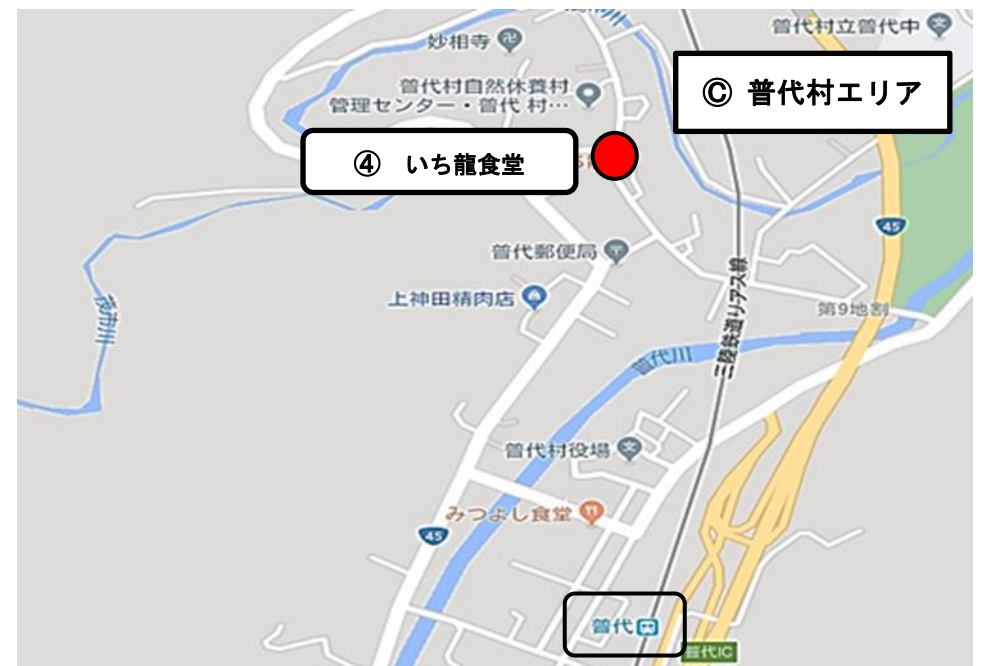 妙相寺
普代村立普代中
普代村自然休養村
管理センター・普代 村…
Ⓒ 普代村エリア
④ いち龍食堂
45
普代郵便局
上神田精肉店
三陸鉄道リアス線
第9地割
普代川
普代村役場
みつよし食堂
45
普代
普代IC